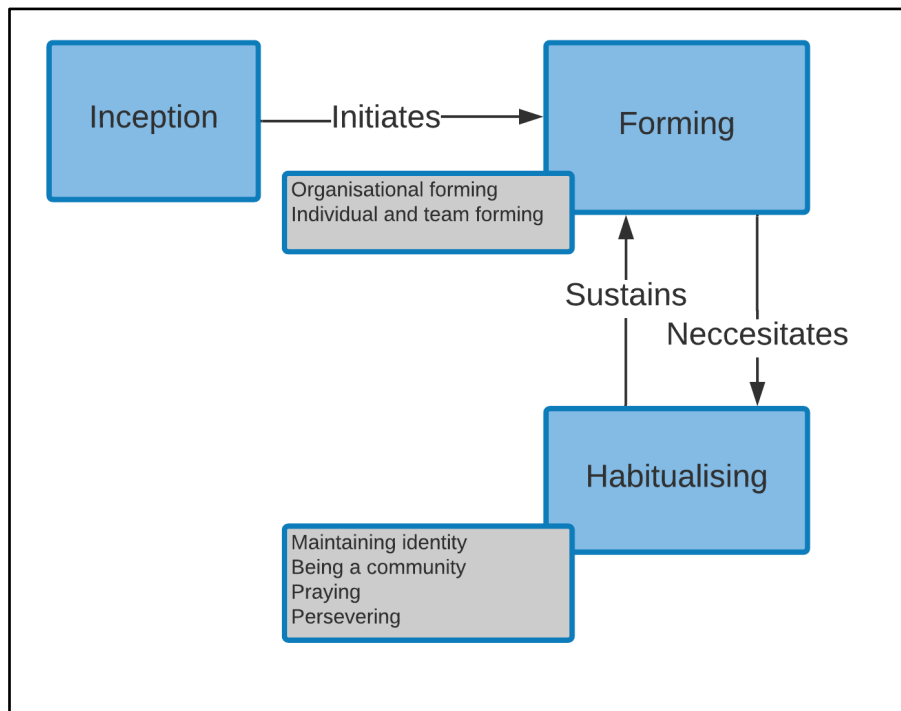 Inception
Initiates
Forming
Organisational forming
Individual and team forming
Sustains
Neccesitates
Habitualising
Maintaining identity
Being a community
Praying
Persevering